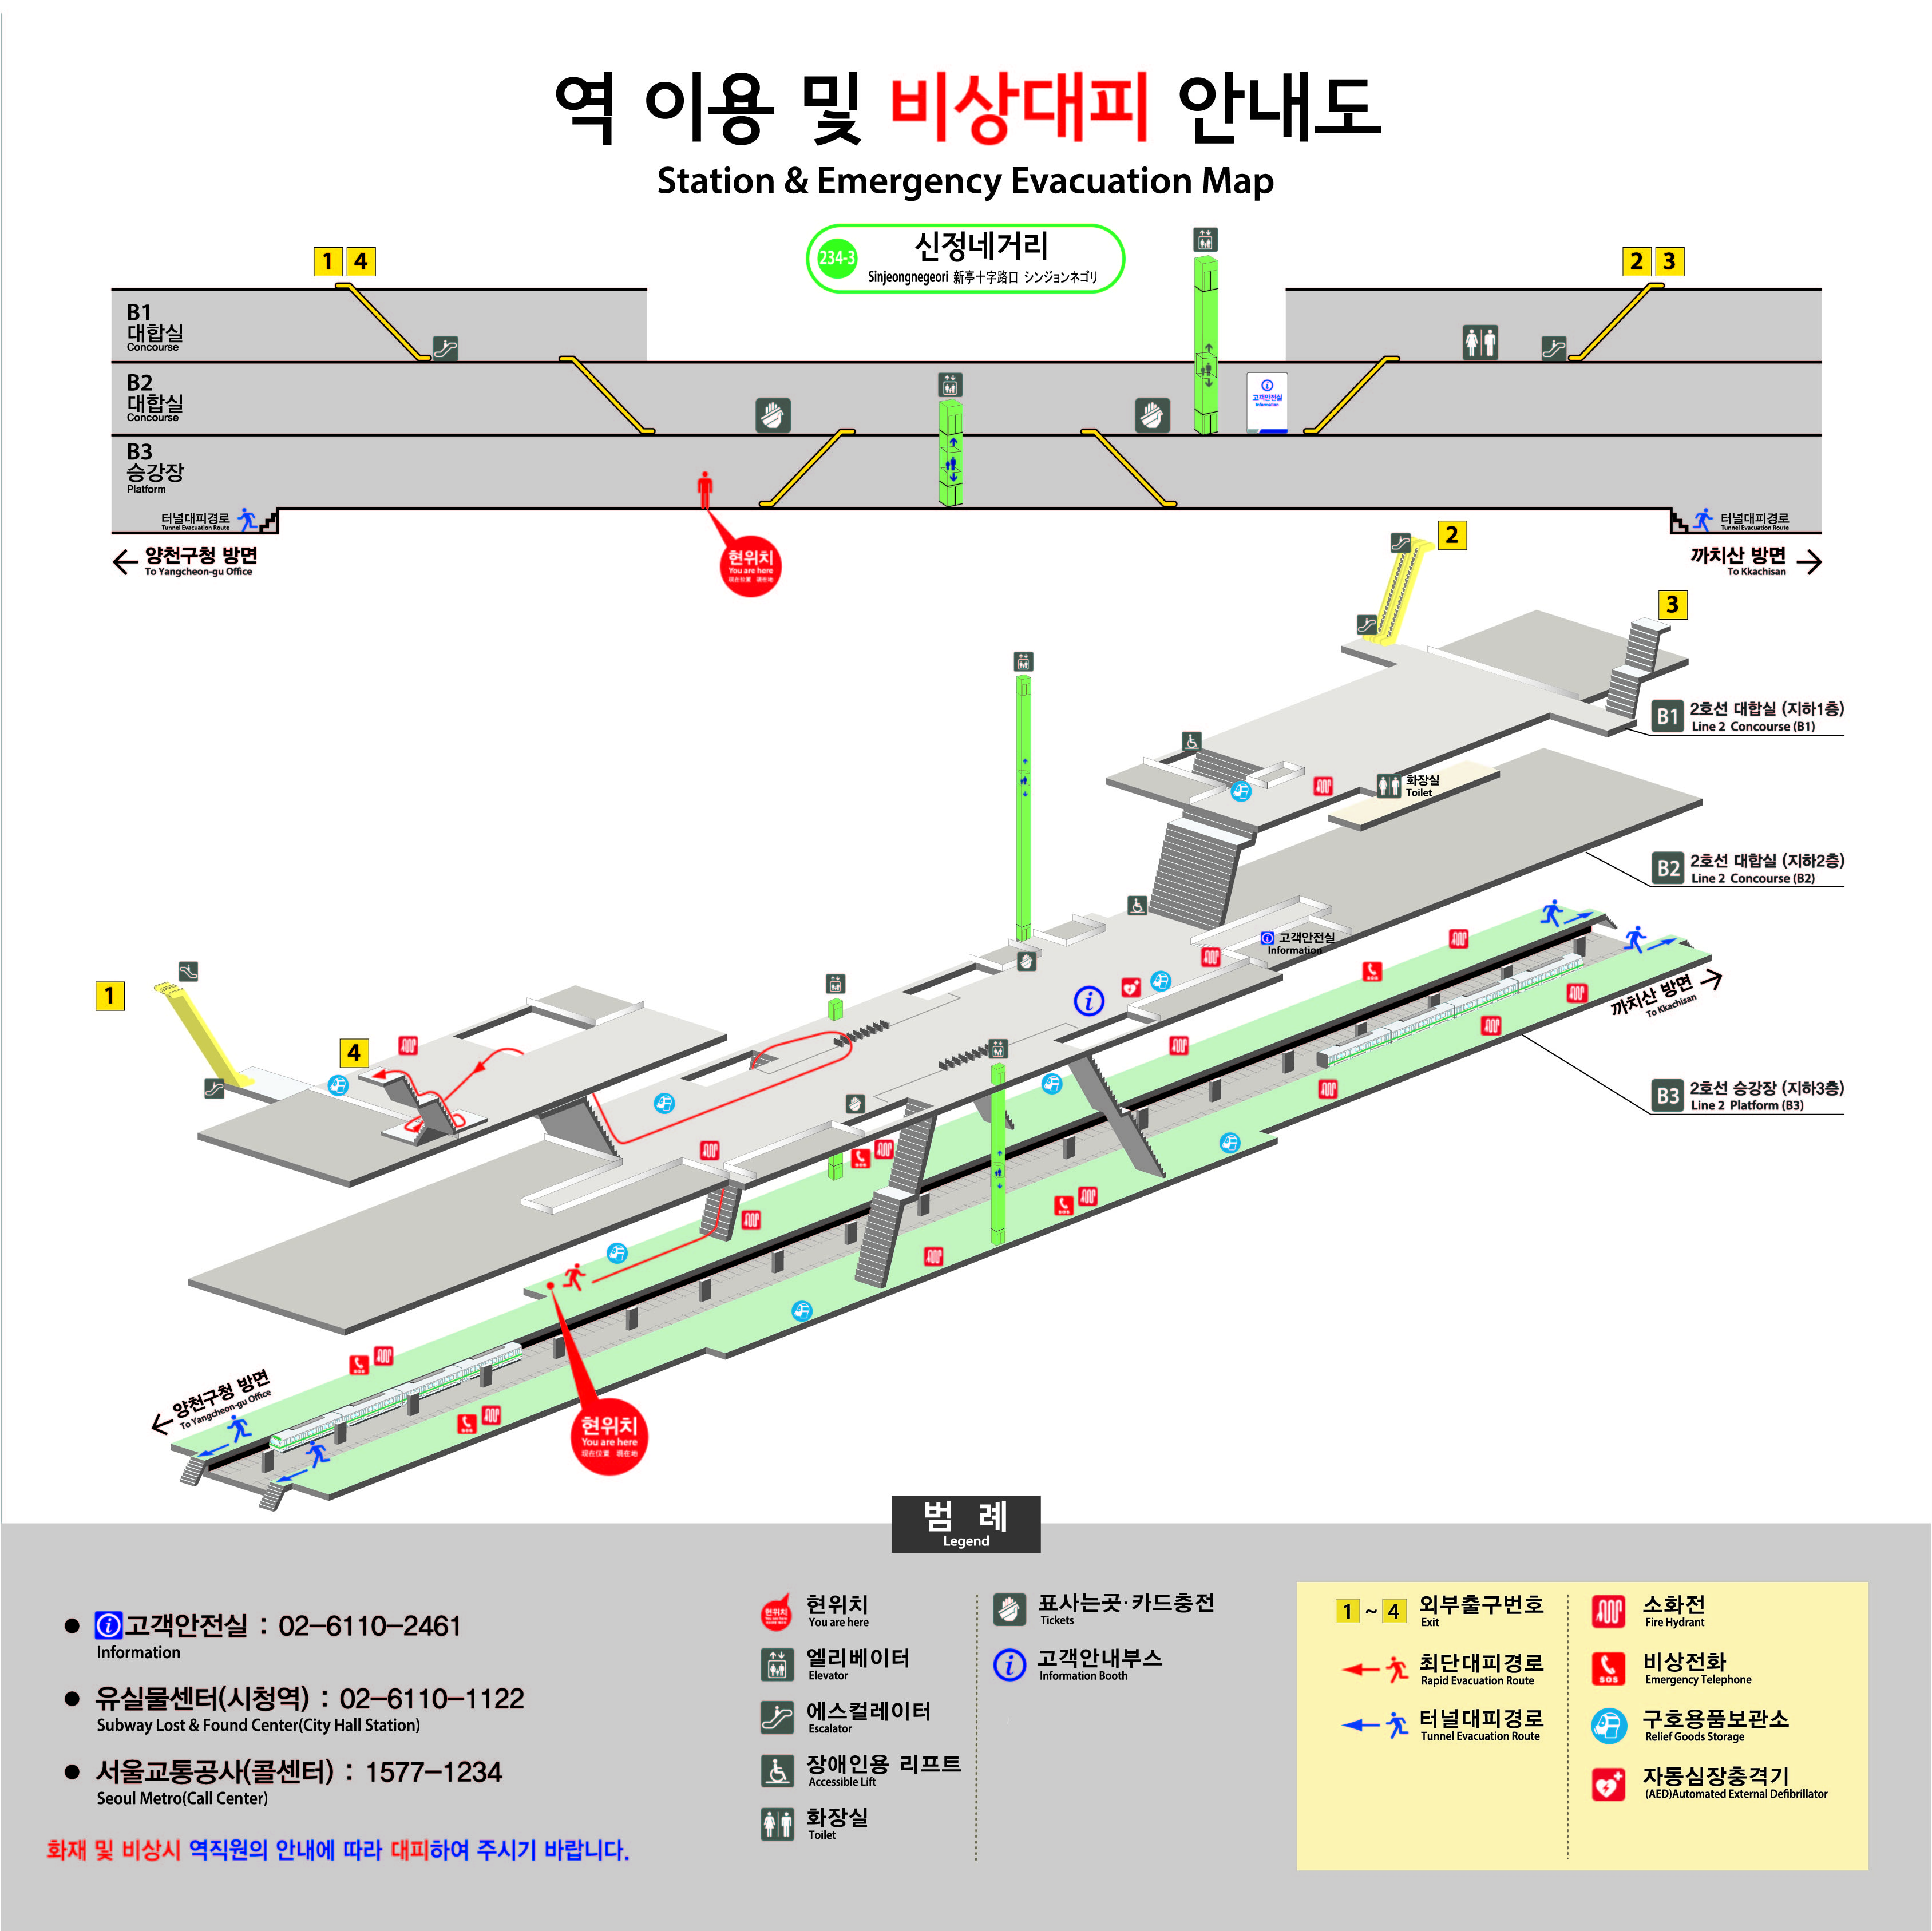 역 이용 및 비상대피 안내도
Station & Emergency Evacuation Map
234-3
신정네거리
Sinjeongnegeori 新亭十字路口 シンジョンネゴリ
1 4
2 3
B1
대합실
Concourse
B2
대합실
Concourse
고객안전실
Information
B3
승강장
Platform
터널대피경로
Tunnel Evacuation Route
터널대피경로
Tunnel Evacuation Route
양천구청 방면
To Yangcheon-gu Office
현위치
You are here
까치산 방면
To Kkachisan
2
3
B1 2호선 대합실 (지하1층)
Line 2 Concourse (B1)
화장실
Toilet
B2 2호선 대합실 (지하2층)
Line 2 Concourse (B2)
고객안전실
Information
1
4
까치산 방면
To Kkachisan
B3 2호선 승강장 (지하3층)
Line 2 Platform (B3)
양천구청 방면
To Yangcheon-gu Office
현위치
You are here
범 례
Legend
고객안전실 : 02-6110-2461
Information
유실물센터(시청역) : 02-6110-1122
Subway Lost & Found Center(City Hall Station)
서울교통공사(콜센터) : 1577-1234
Seoul Metro(Call Center)
화재 및 비상시 역직원의 안내에 따라 대피하여 주시기 바랍니다.
현위치
You are here
엘리베이터
Elevator
에스컬레이터
Escalator
장애인용 리프트
Accessible Lift
화장실
Toilet
표사는곳·카드충전
Tickets
고객안내부스
Information Booth
1 ~ 4 외부출구번호
Exit
최단대피경로
Rapid Evacuation Route
터널대피경로
Tunnel Evacuation Route
소화전
Fire Hydrant
SOS
비상전화
Emergency Telephone
구호용품보관소
Relief Goods Storage
자동심장충격기
(AED)Automated External Defibrillator